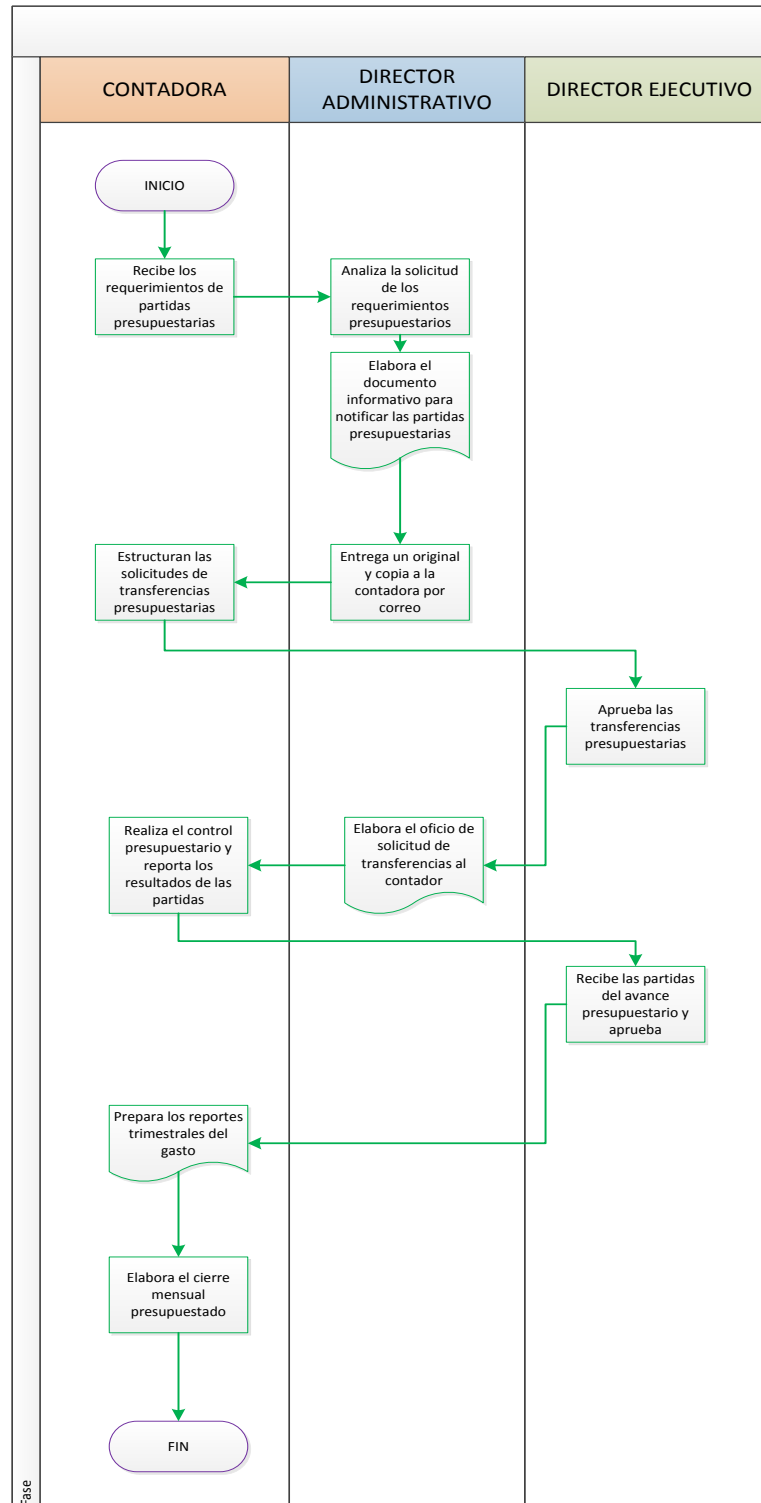 CONTADORA
DIRECTOR
ADMINISTRATIVO
DIRECTOR EJECUTIVO
INICIO
Recibe los
requerimientos de
partidas
presupuestarias
Analiza la solicitud
de los
requerimientos
presupuestarios
Elabora el
documento
informativo para
notificar las partidas
presupuestarias
Entrega un original
y copia a la
contadora por
correo
Estructuran las
solicitudes de
transferencias
presupuestarias
Aprueba las
transferencias
presupuestarias
Elabora el oficio de
solicitud de
transferencias al
contador
Realiza el control
presupuestario y
reporta los
resultados de las
partidas
Recibe las partidas
del avance
presupuestario y
aprueba
Prepara los reportes
trimestrales del
gasto
Elabora el cierre
mensual
presupuestado
FIN
Fase